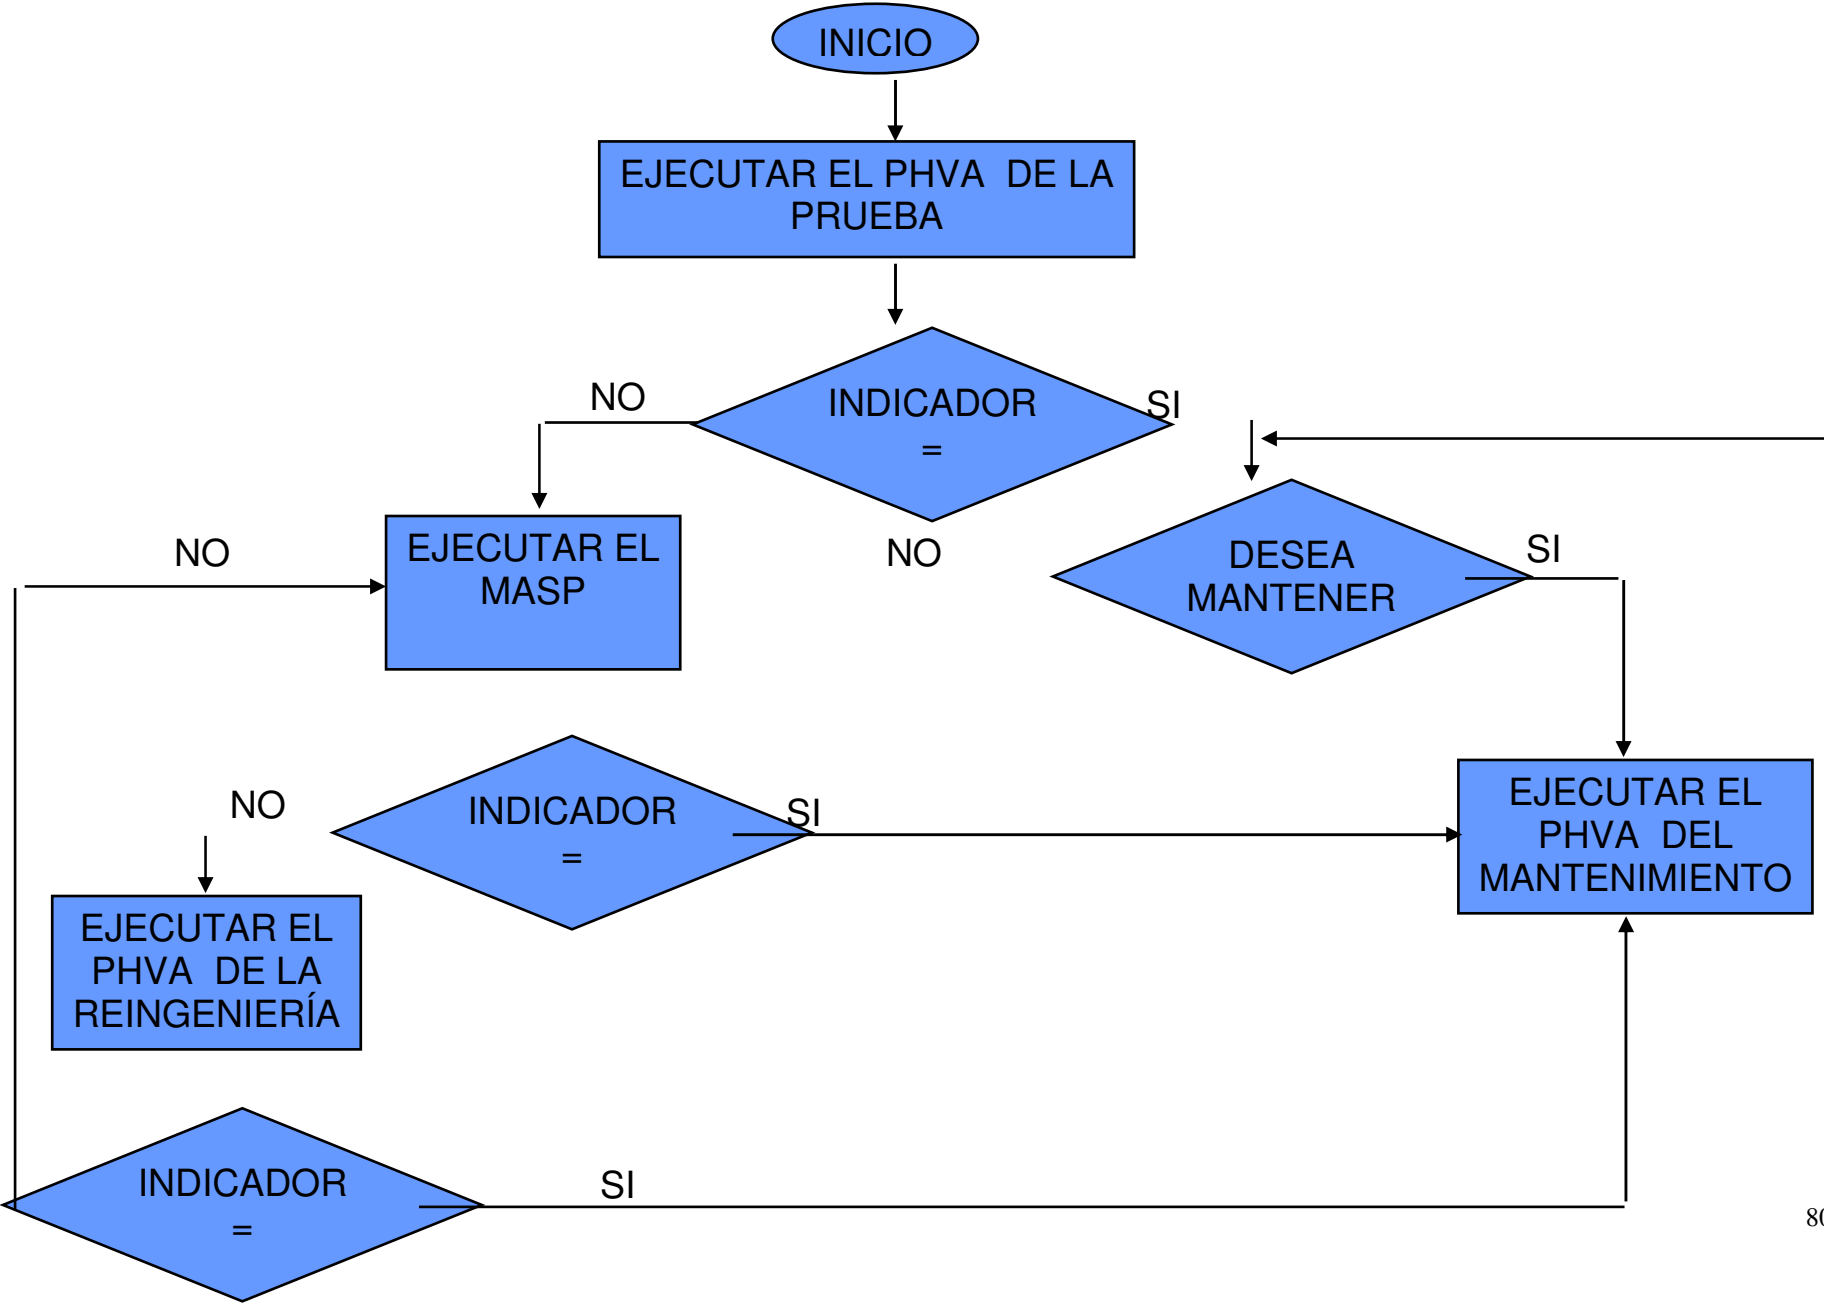 INICIO
EJECUTAR EL PHVA DE LA
PRUEBA
NO
INDICADOR
=
SI
NO
EJECUTAR EL
MASP
NO
DESEA
MANTENER
SI
NO
INDICADOR
=
SI
EJECUTAR EL
PHVA DEL
MANTENIMIENTO
EJECUTAR EL
PHVA DE LA
REINGENIERÍA
INDICADOR
=
SI
80